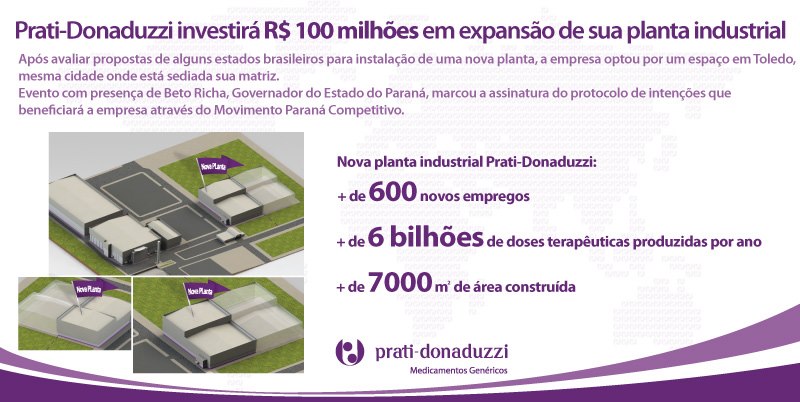 Prati-Donaduzzi investirá R$ 100 milhões em expansão de sua planta industrial
Após avaliar propostas de alguns estados brasileiros para instalação de uma nova planta, a empresa optou por um espaço em Toledo,
mesma cidade onde está sediada sua matriz.
Evento com presença de Beto Richa, Governador do Estado do Paraná, marcou a assinatura do protocolo de intenções que
beneficiará a empresa através do Movimento Paraná Competitivo.
Nova Planta
Nova Planta
Nova Planta
Nova planta industrial Prati-Donaduzzi:
+ de 600 novos empregos
+ de 6 bilhões de doses terapêuticas produzidas por ano
+ de 7000 m² de área construída
prati-donaduzzi
Medicamentos Genéricos